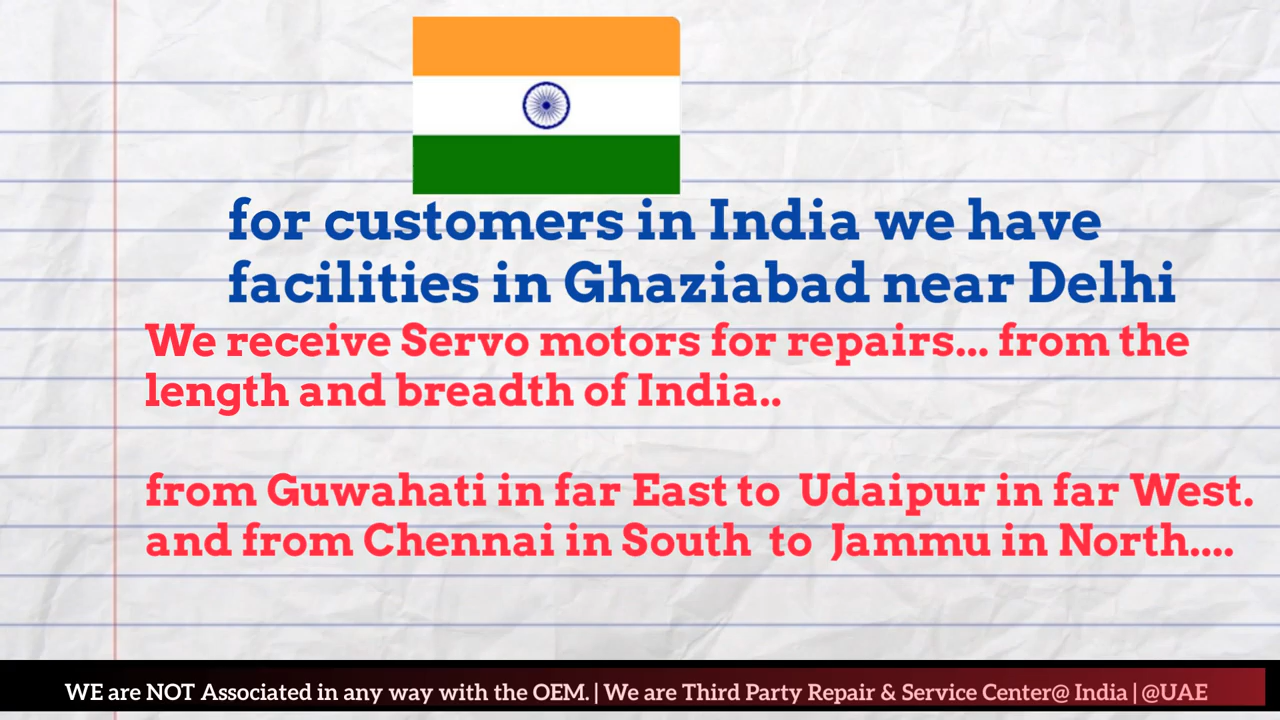 for customers in India we have
facilities in Ghaziabad near Delhi
We receive Servo motors for repairs... from the
length and breadth of India..
from Guwahati in far East to Udaipur in far West.
and from Chennai in South to Jammu in North....
WE are NOT Associated in any way with the OEM. | We are Third Party Repair & Service Center@ India | @UAE